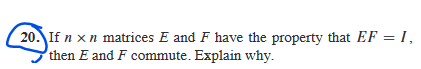 20. If n × n matrices E and F have the property that EF = I,
then E and F commute. Explain why.